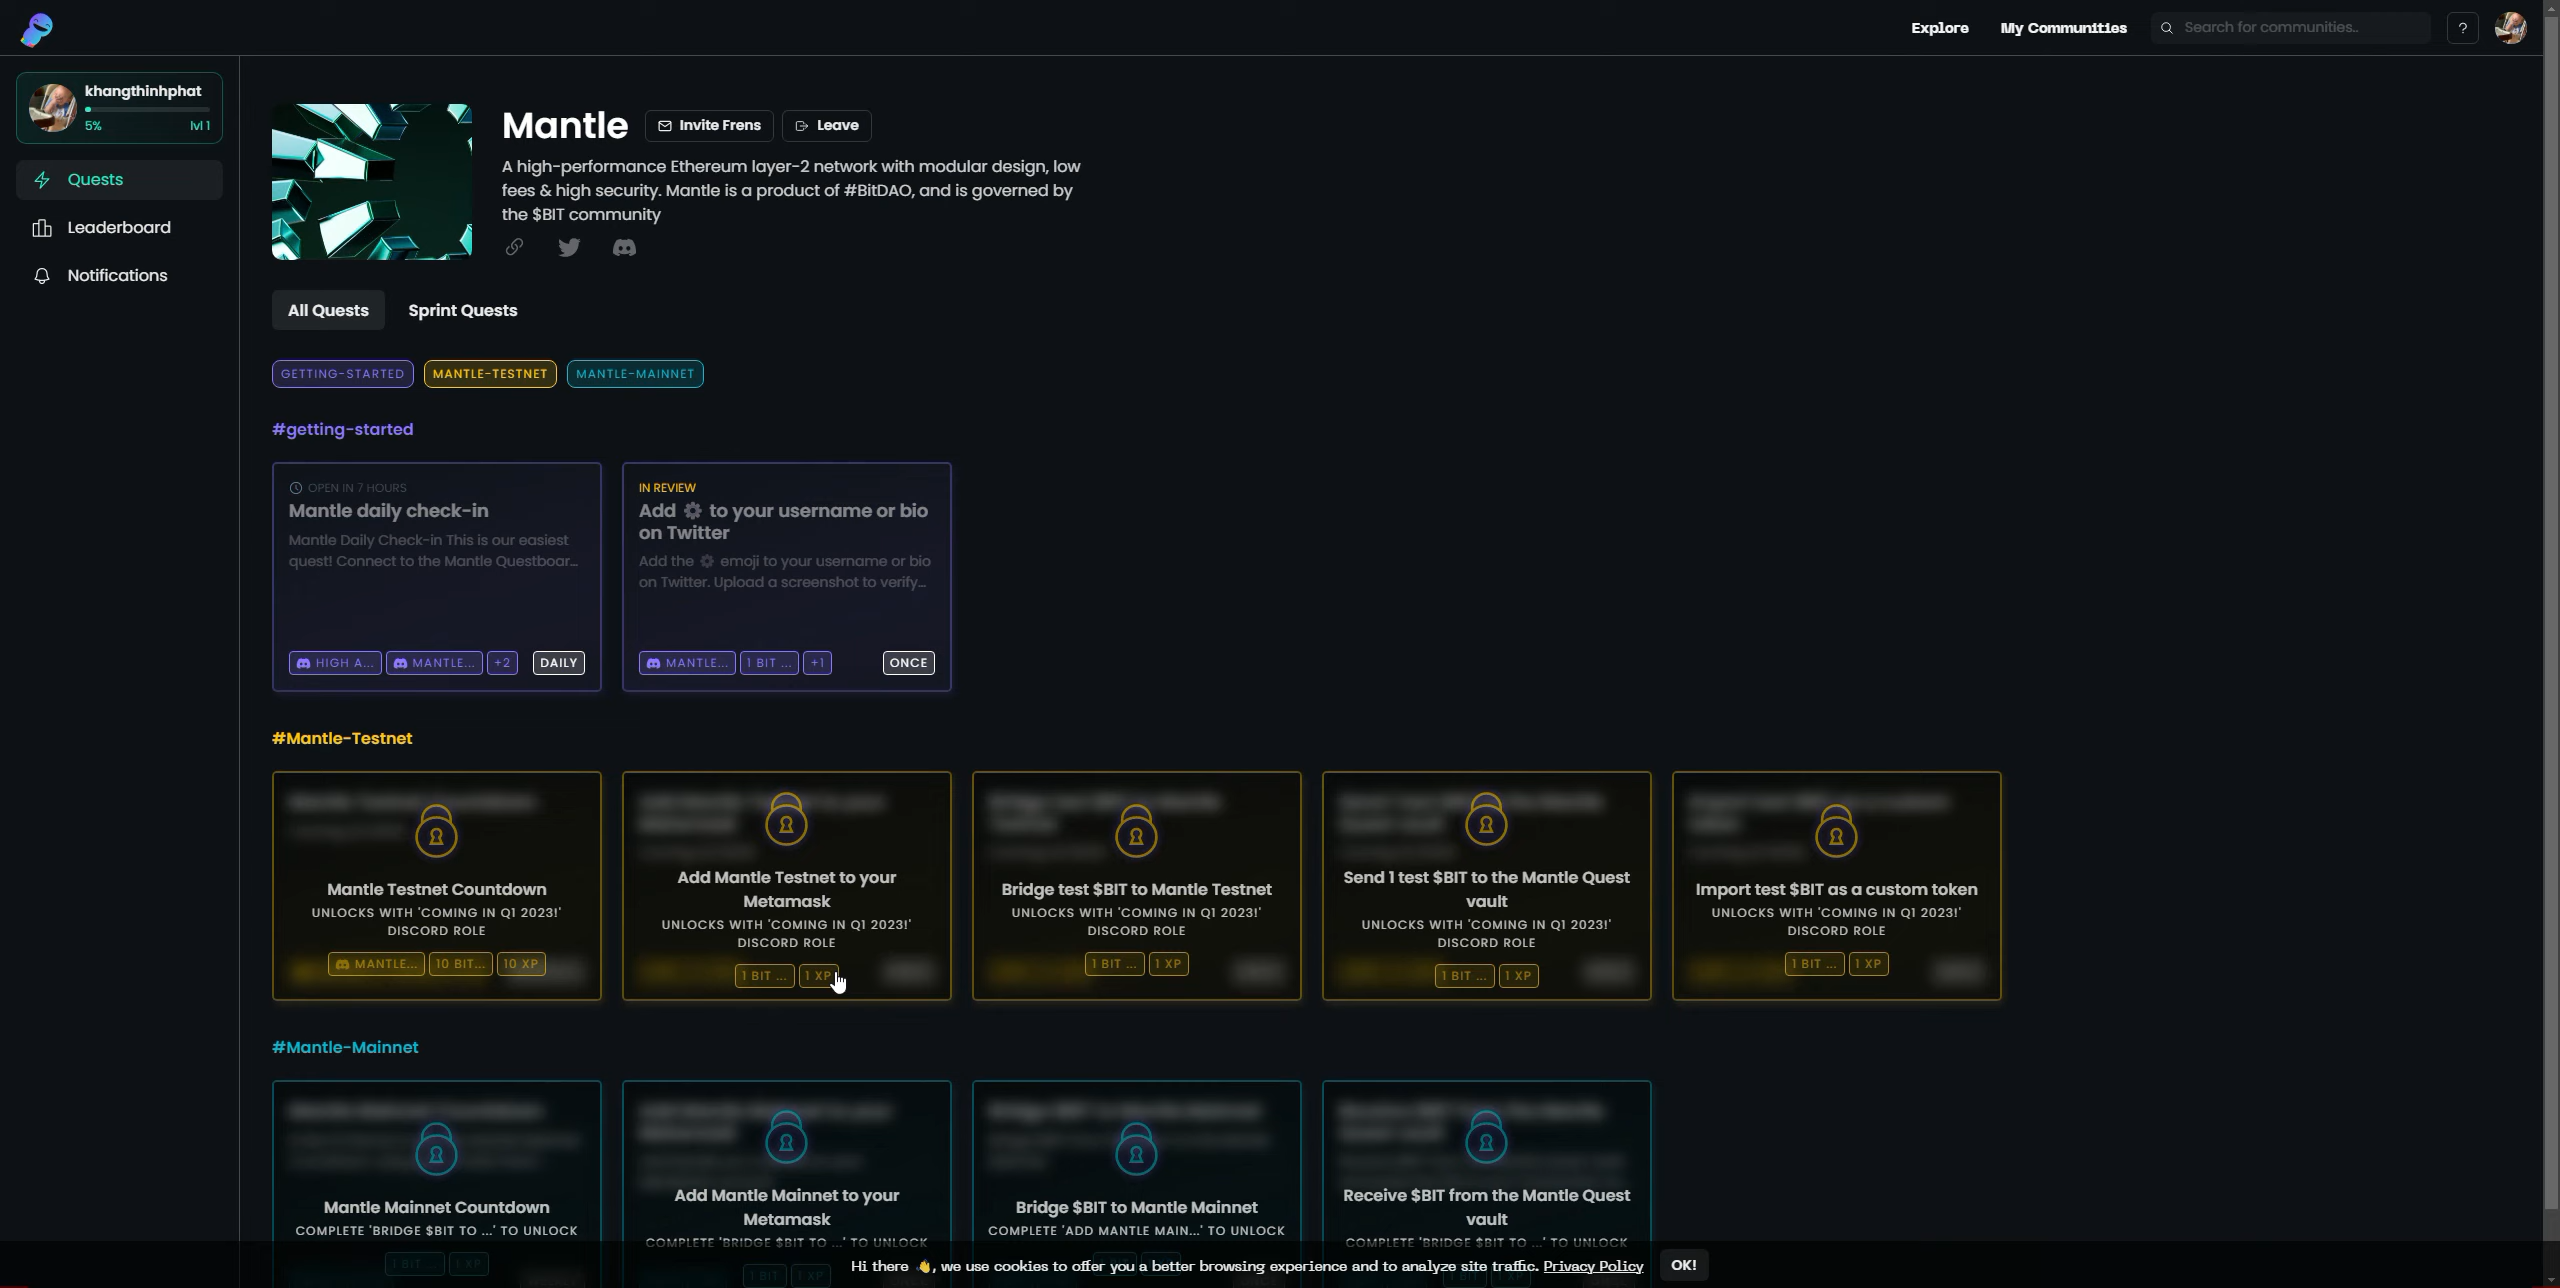 Explore
My Communities
Search for communities..
?
khangthinhphat
5%
lvl 1
Quests
Leaderboard
Notifications
Mantle
Invite Frens
Leave
A high-performance Ethereum layer-2 network with modular design, low
fees & high security. Mantle is a product of #BitDAO, and is governed by
the $BIT community
All Quests
Sprint Quests
GETTING-STARTED
MANTLE-TESTNET
MANTLE-MAINNET
#getting-started
OPEN IN 7 HOURS
Mantle daily check-in
Mantle Daily Check-in This is our easiest
quest! Connect to the Mantle Questboar...
HIGH A...
MANTLE...
+2
DAILY
IN REVIEW
Add ⚙ to your username or bio
on Twitter
Add the ⚙ emoji to your username or bio
on Twitter. Upload a screenshot to verify...
MANTLE...
1 BIT ...
+1
ONCE
#Mantle-Testnet
Mantle Testnet Countdown
UNLOCKS WITH 'COMING IN Q1 2023!'
DISCORD ROLE
MANTLE...
10 BIT...
10 XP
Add Mantle Testnet to your
Metamask
UNLOCKS WITH 'COMING IN Q1 2023!'
DISCORD ROLE
1 BIT ...
1 XP
Bridge test $BIT to Mantle Testnet
UNLOCKS WITH 'COMING IN Q1 2023!'
DISCORD ROLE
1 BIT ...
1 XP
Send 1 test $BIT to the Mantle Quest
vault
UNLOCKS WITH 'COMING IN Q1 2023!'
DISCORD ROLE
1 BIT ...
1 XP
Import test $BIT as a custom token
UNLOCKS WITH 'COMING IN Q1 2023!'
DISCORD ROLE
1 BIT ...
1 XP
#Mantle-Mainnet
Mantle Mainnet Countdown
COMPLETE 'BRIDGE $BIT TO ...' TO UNLOCK
1 BIT...
1 XP
Add Mantle Mainnet to your
Metamask
COMPLETE 'BRIDGE $BIT TO ...' TO UNLOCK
1 BIT
1 XP
Bridge $BIT to Mantle Mainnet
COMPLETE 'ADD MANTLE MAIN...' TO UNLOCK
Receive $BIT from the Mantle Quest
vault
COMPLETE 'BRIDGE $BIT TO ...' TO UNLOCK
1 BIT
1 XP
Hi there 👋, we use cookies to offer you a better browsing experience and to analyze site traffic. Privacy Policy
OK!